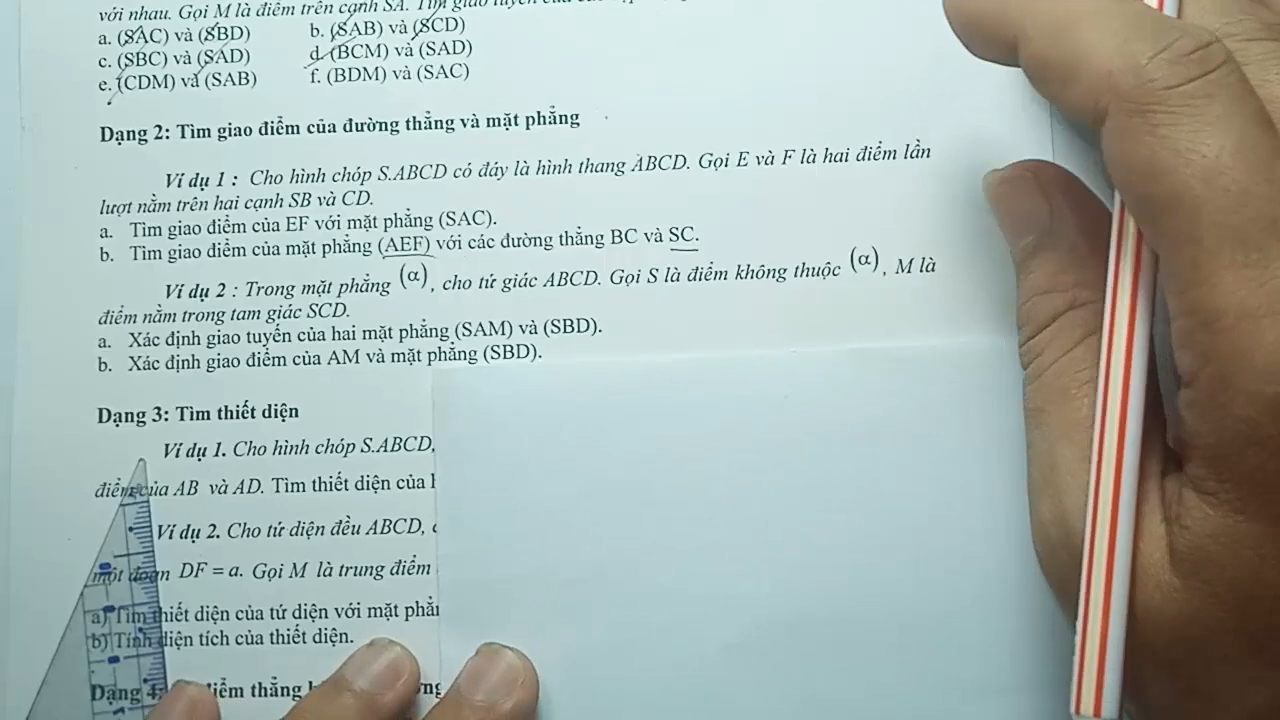 với nhau. Gọi M là điểm trên cạnh SA. Tìm giao
a. (SAC) và (SBD) b. (SAB) và (SCD)
c. (SBC) và (SAD) d. (BCM) và (SAD)
e. (CDM) và (SAB) f. (BDM) và (SAC)
Dạng 2: Tìm giao điểm của đường thẳng và mặt phẳng
Ví dụ 1 : Cho hình chóp S.ABCD có đáy là hình thang ABCD. Gọi E và F là hai điểm lần
lượt nằm trên hai cạnh SB và CD.
a. Tìm giao điểm của EF với mặt phẳng (SAC).
b. Tìm giao điểm của mặt phẳng (AEF) với các đường thẳng BC và SC.
Ví dụ 2 : Trong mặt phẳng (α), cho tứ giác ABCD. Gọi S là điểm không thuộc (α), M là
điểm nằm trong tam giác SCD.
a. Xác định giao tuyến của hai mặt phẳng (SAM) và (SBD).
b. Xác định giao điểm của AM và mặt phẳng (SBD).
Dạng 3: Tìm thiết diện
Ví dụ 1. Cho hình chóp S.ABCD,
điểm của AB và AD. Tìm thiết diện của
Ví dụ 2. Cho tứ diện đều ABCD,
một đoạn DF = a. Gọi M là trung điểm
a) Tìm thiết diện của tứ diện với mặt
b) Tính diện tích của thiết diện.
Dạng 4: điểm thẳng